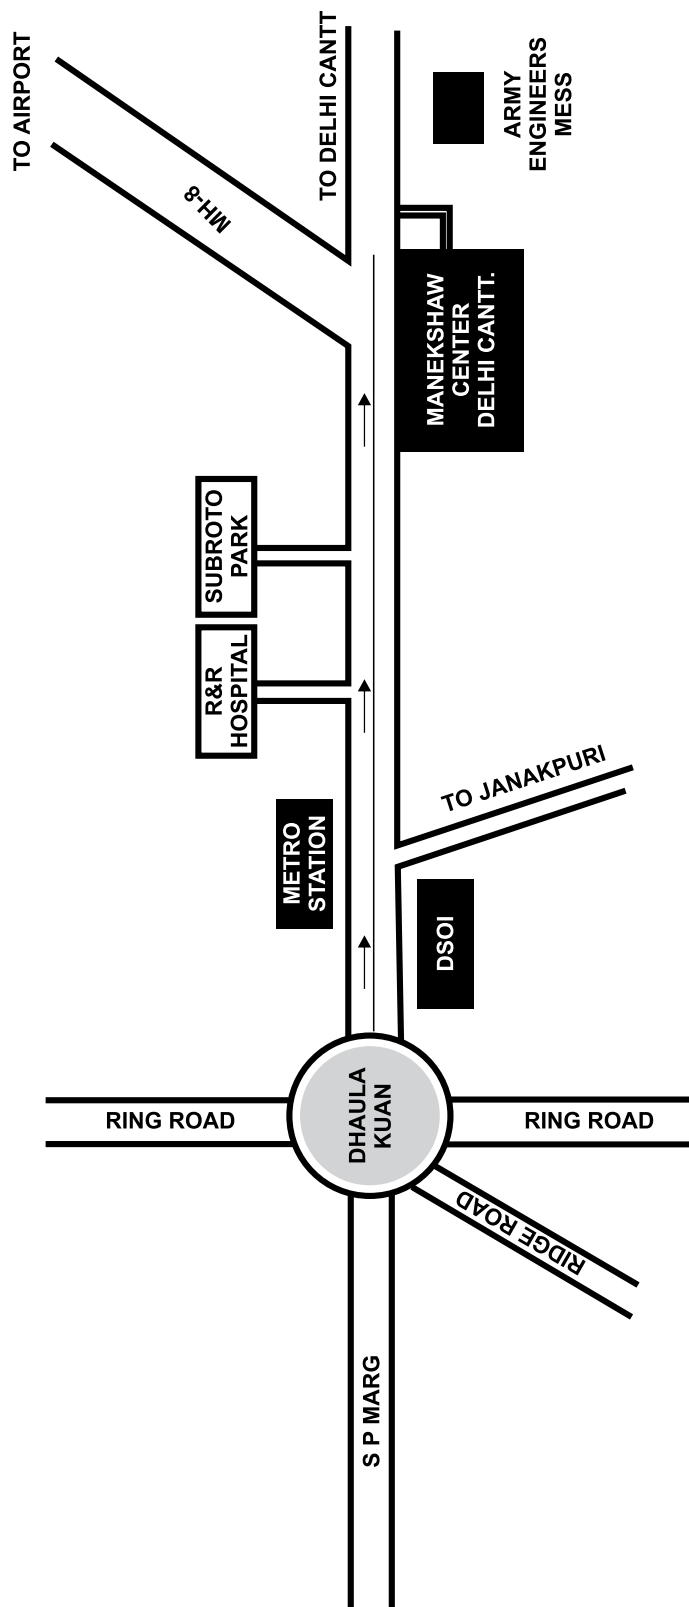 TO AIRPORT
MH-8
TO DELHI CANTT
ARMY
ENGINEERS
MESS
MANEKSHAW
CENTER
DELHI CANTT.
SUBROTO
PARK
R&R
HOSPITAL
TO JANAKPURI
METRO
STATION
DSOI
DHAULA
KUAN
RING ROAD
RING ROAD
RIDGE ROAD
S P MARG